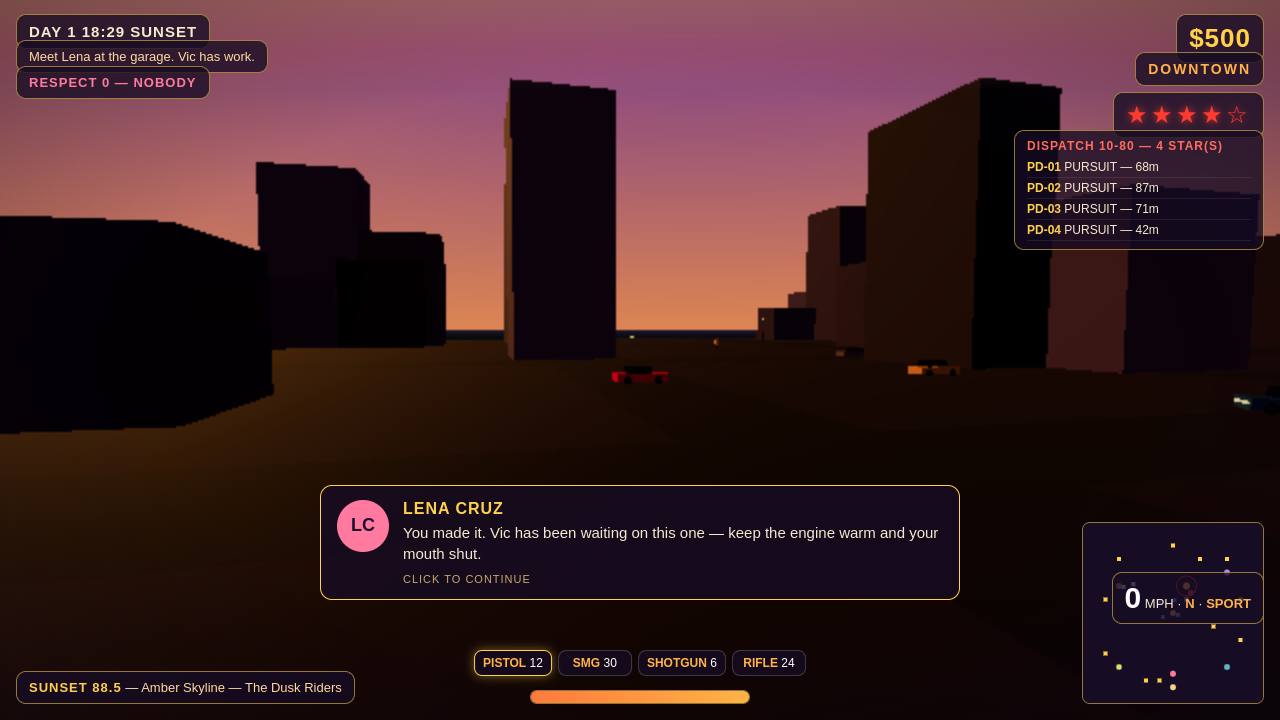 DAY 1 18:29 SUNSET
Meet Lena at the garage. Vic has work.
RESPECT 0 — NOBODY
$500
DOWNTOWN
★★★★☆
DISPATCH 10-80 — 4 STAR(S)
PD-01 PURSUIT — 68m
PD-02 PURSUIT — 87m
PD-03 PURSUIT — 71m
PD-04 PURSUIT — 42m
LC
LENA CRUZ
You made it. Vic has been waiting on this one — keep the engine warm and your
mouth shut.
CLICK TO CONTINUE
0 MPH · N · SPORT
PISTOL 12
SMG 30
SHOTGUN 6
RIFLE 24
SUNSET 88.5 — Amber Skyline — The Dusk Riders